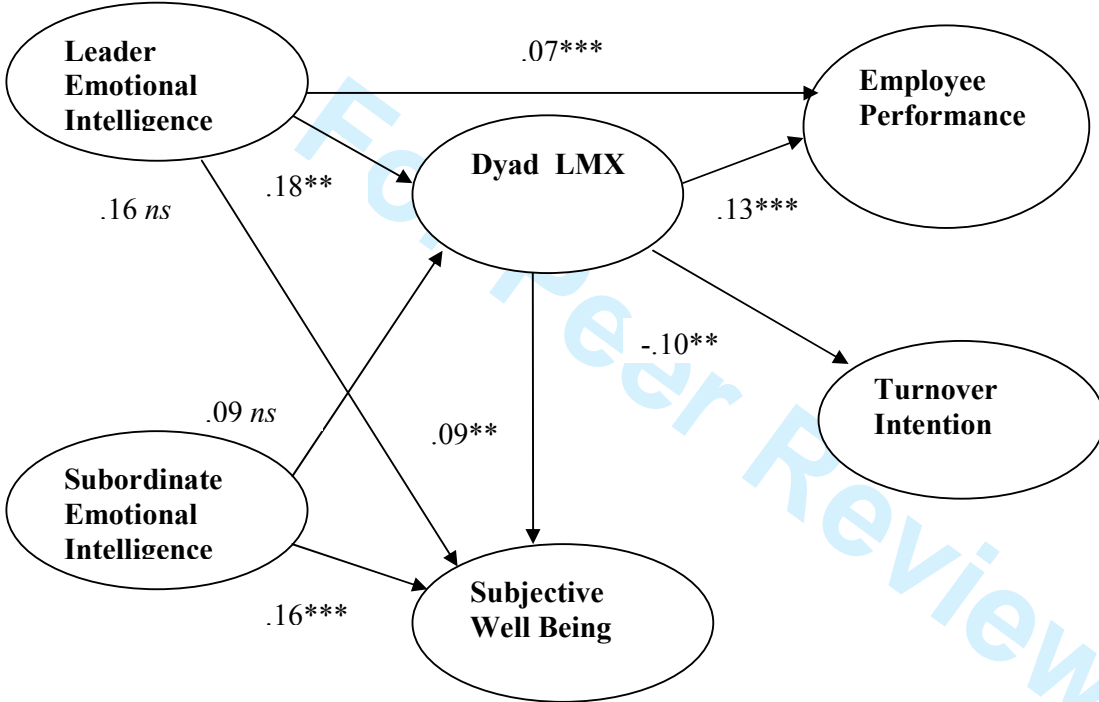 Leader
Emotional
Intelligence
.07***
Employee
Performance
Dyad LMX
.18**
.16 ns
.13***
-.10**
Turnover
Intention
.09 ns
.09**
Subordinate
Emotional
Intelligence
.16***
Subjective
Well Being
For Peer Review